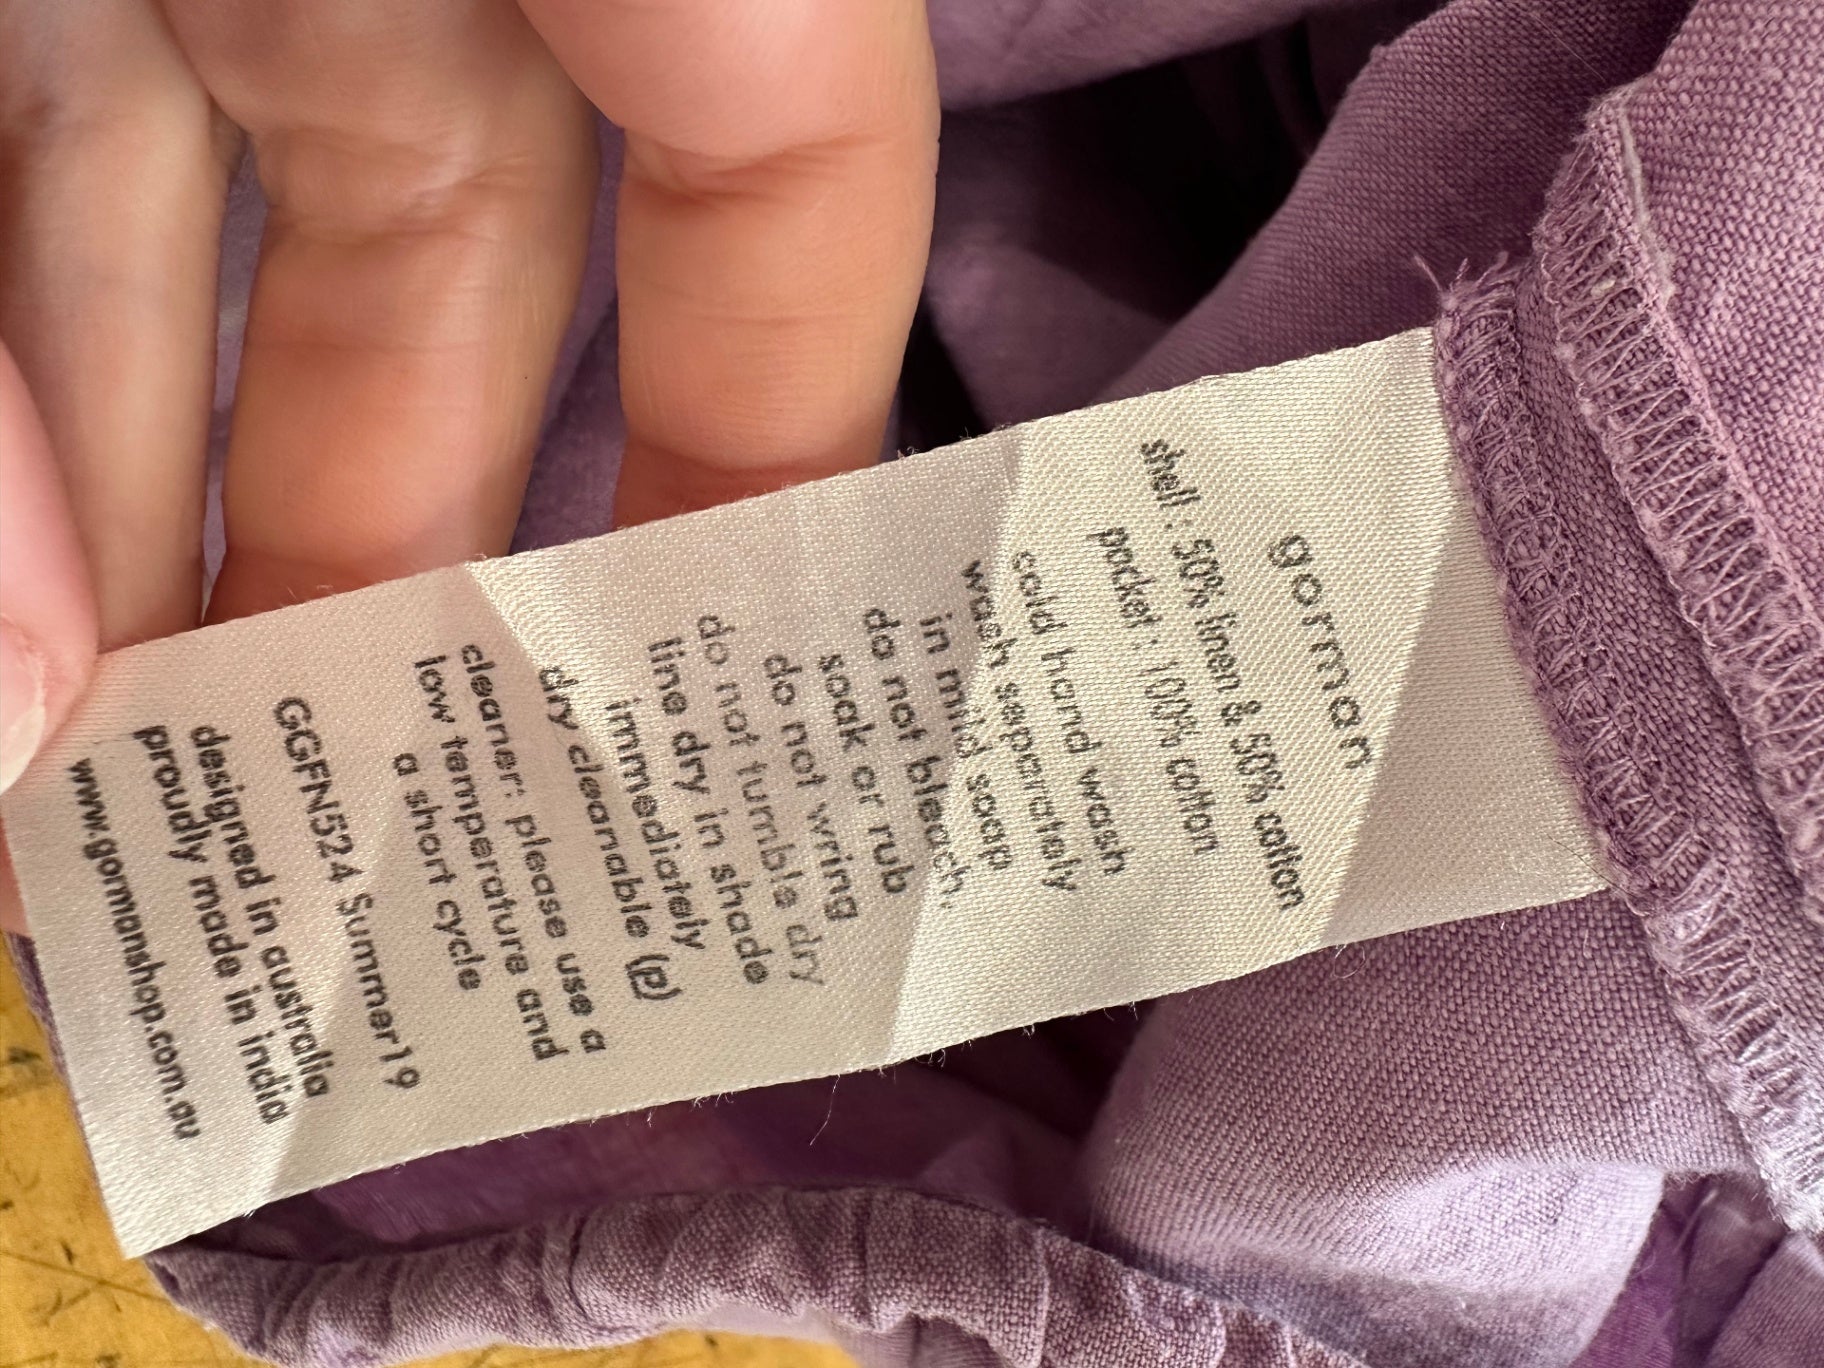 gorman
shell : 50% linen & 50% cotton
pocket : 100% cotton
cold hand wash
wash separately
in mild soap
do not bleach,
soak or rub
do not wring
do not tumble dry
line dry in shade
immediately
dry cleanable (p)
cleaner: please use a
low temperature and
a short cycle
GGFN524 Summer19
designed in australia
proudly made in india
www.gormanshop.com.au